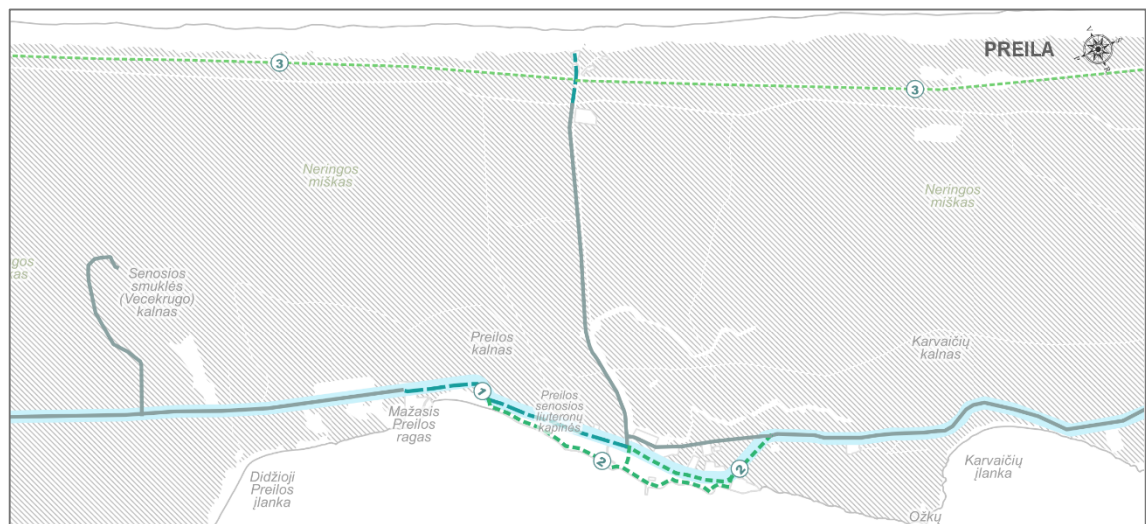 PREILA
3
3
Neringos
miškas
Neringos
miškas
Senosios
smuklės
(Vecekrugo)
kalnas
Preilos
kalnas
Karvaičių
kalnas
1
Preilos
senosios
liuteronų
kapinės
Mažasis
Preilos
ragas
2
2
Didžioji
Preilos
įlanka
Karvaičių
įlanka
Ožkų